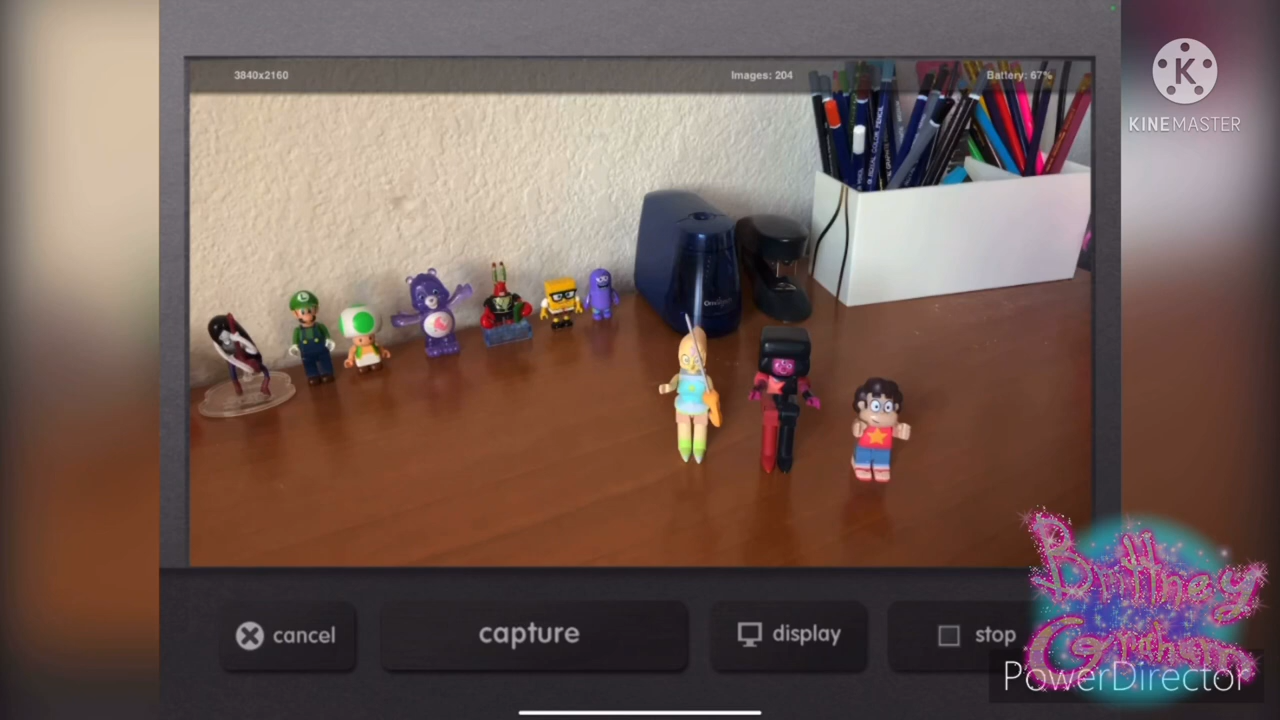 3840x2160
Images: 204
Battery: 67%
K
KINEMASTER
L
cancel
capture
display
stop
Brittney
Graham
PowerDirector